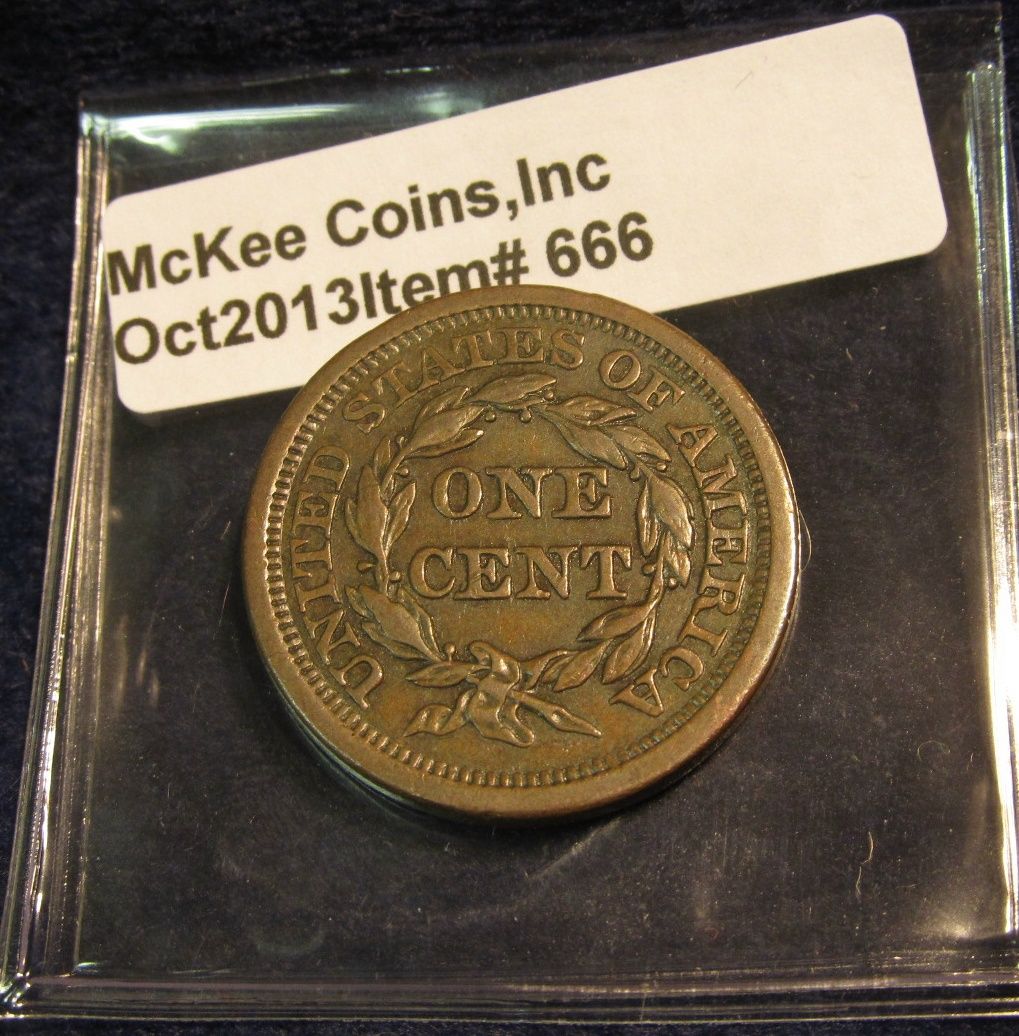 McKee Coins,Inc
Oct2013Item# 666
UNITED STATES OF AMERICA
ONE
CENT